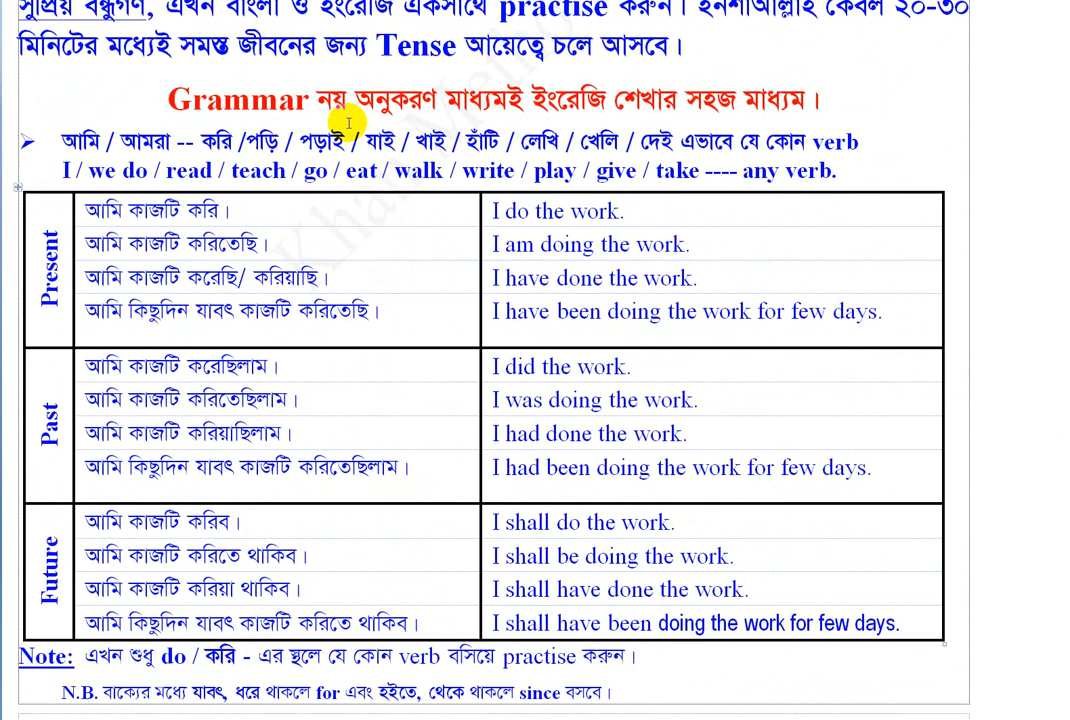 সুপ্রিয় বন্ধুগণ, এখন বাংলা ও ইংরেজি একসাথে practise করুন। ইনশাআল্লাহ কেবল ২০-৩০
মিনিটের মধ্যেই সমস্ত জীবনের জন্য Tense আয়েত্বে চলে আসবে।
Grammar নয় অনুকরণ মাধ্যমই ইংরেজি শেখার সহজ মাধ্যম।
➢ আমি / আমরা -- করি /পড়ি / পড়াই / যাই / খাই / হাঁটি / লেখি / খেলি / দেই এভাবে যে কোন verb
I / we do / read / teach / go / eat / walk / write / play / give / take ---- any verb.
Present
আমি কাজটি করি। I do the work.
আমি কাজটি করিতেছি। I am doing the work.
আমি কাজটি করেছি/ করিয়াছি। I have done the work.
আমি কিছুদিন যাবৎ কাজটি করিতেছি। I have been doing the work for few days.
Past
আমি কাজটি করেছিলাম। I did the work.
আমি কাজটি করিতেছিলাম। I was doing the work.
আমি কাজটি করিয়াছিলাম। I had done the work.
আমি কিছুদিন যাবৎ কাজটি করিতেছিলাম। I had been doing the work for few days.
Future
আমি কাজটি করিব। I shall do the work.
আমি কাজটি করিতে থাকিব। I shall be doing the work.
আমি কাজটি করিয়া থাকিব। I shall have done the work.
আমি কিছুদিন যাবৎ কাজটি করিতে থাকিব। I shall have been doing the work for few days.
Note: এখন শুধু do / করি - এর স্থলে যে কোন verb বসিয়ে practise করুন।
N.B. বাক্যের মধ্যে যাবৎ, ধরে থাকলে for এবং হইতে, থেকে থাকলে since বসবে।